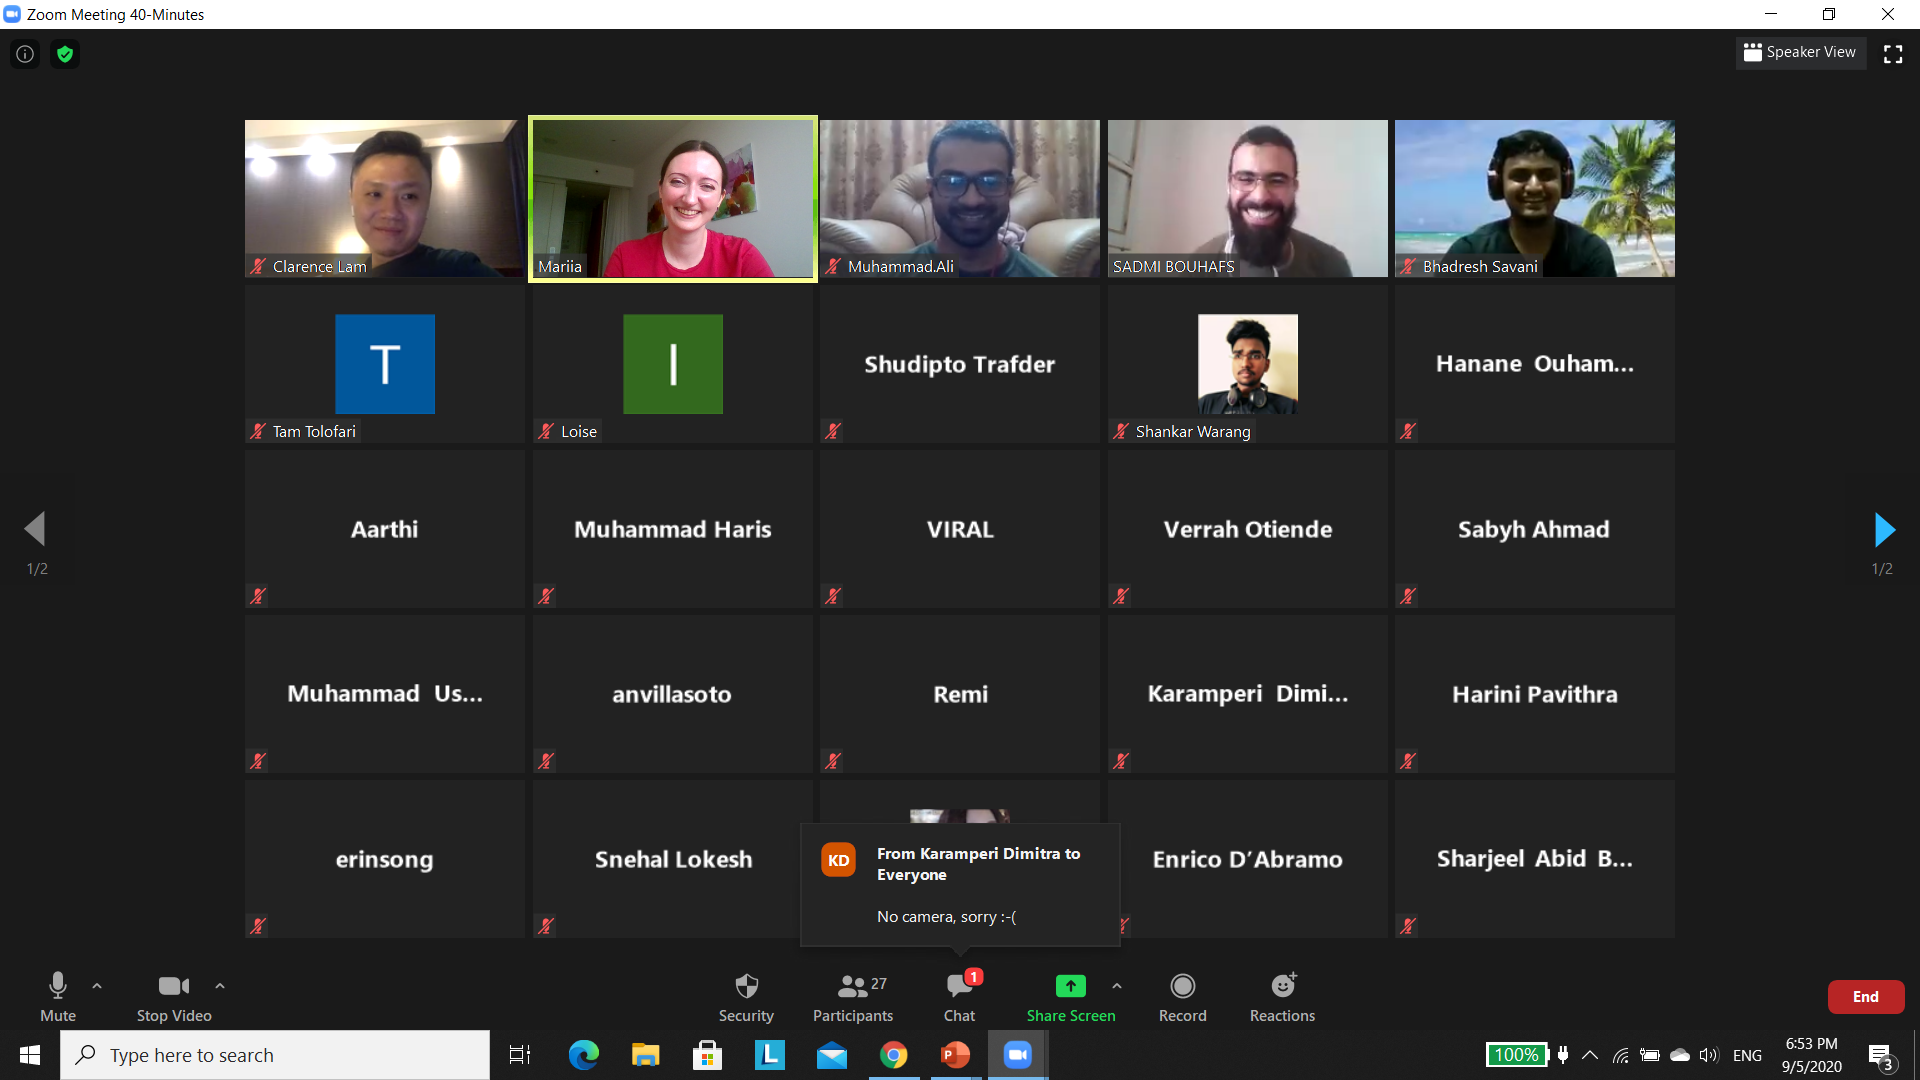 Zoom Meeting 40-Minutes
Speaker View
Clarence Lam
Mariia
Muhammad.Ali
SADMI BOUHAFS
Bhadresh Savani
T
I
Shudipto Trafder
Hanane Ouham...
Tam Tolofari
Loise
Shankar Warang
Aarthi
Muhammad Haris
VIRAL
Verrah Otiende
Sabyh Ahmad
1/2
1/2
Muhammad Us...
anvillasoto
Remi
Karamperi Dimi...
Harini Pavithra
erinsong
Snehal Lokesh
KD
From Karamperi Dimitra to
Everyone
No camera, sorry :-(
Enrico D'Abramo
Sharjeel Abid B...
Mute
Stop Video
Security
Participants
27
Chat
1
Share Screen
Record
Reactions
End
Type here to search
L
P
100%
ENG
6:53 PM
9/5/2020
3